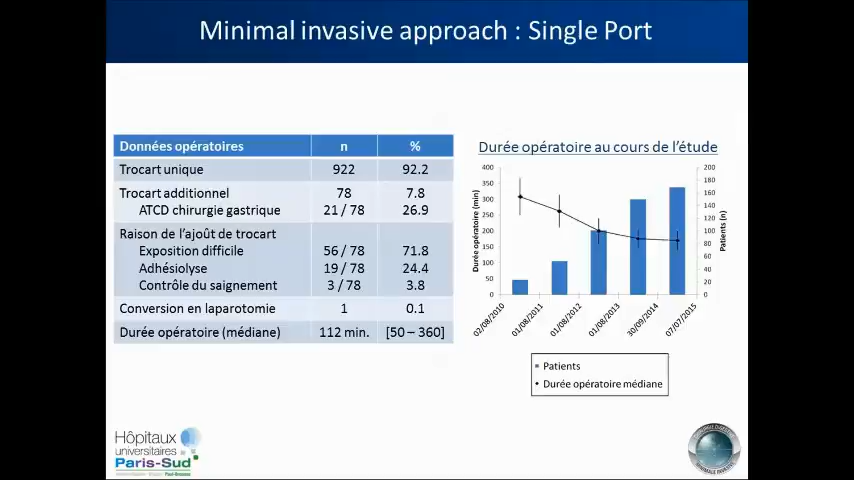 Minimal invasive approach : Single Port
Données opératoires n %
Trocart unique 922 92.2
Trocart additionnel 78 7.8
ATCD chirurgie gastrique 21 / 78 26.9
Raison de l'ajoût de trocart
Exposition difficile 56 / 78 71.8
Adhésiolyse 19 / 78 24.4
Contrôle du saignement 3 / 78 3.8
Conversion en laparotomie 1 0.1
Durée opératoire (médiane) 112 min. [50 – 360]
Durée opératoire au cours de l'étude
Durée opératoire (min)
400
350
300
250
200
150
100
50
0
200
180
160
140
120
100
80
60
40
20
0
Patients (n)
02/08/2010
01/08/2011
01/08/2012
01/08/2013
30/09/2014
07/07/2015
Patients
Durée opératoire médiane
Hôpitaux
universitaires
Paris-Sud